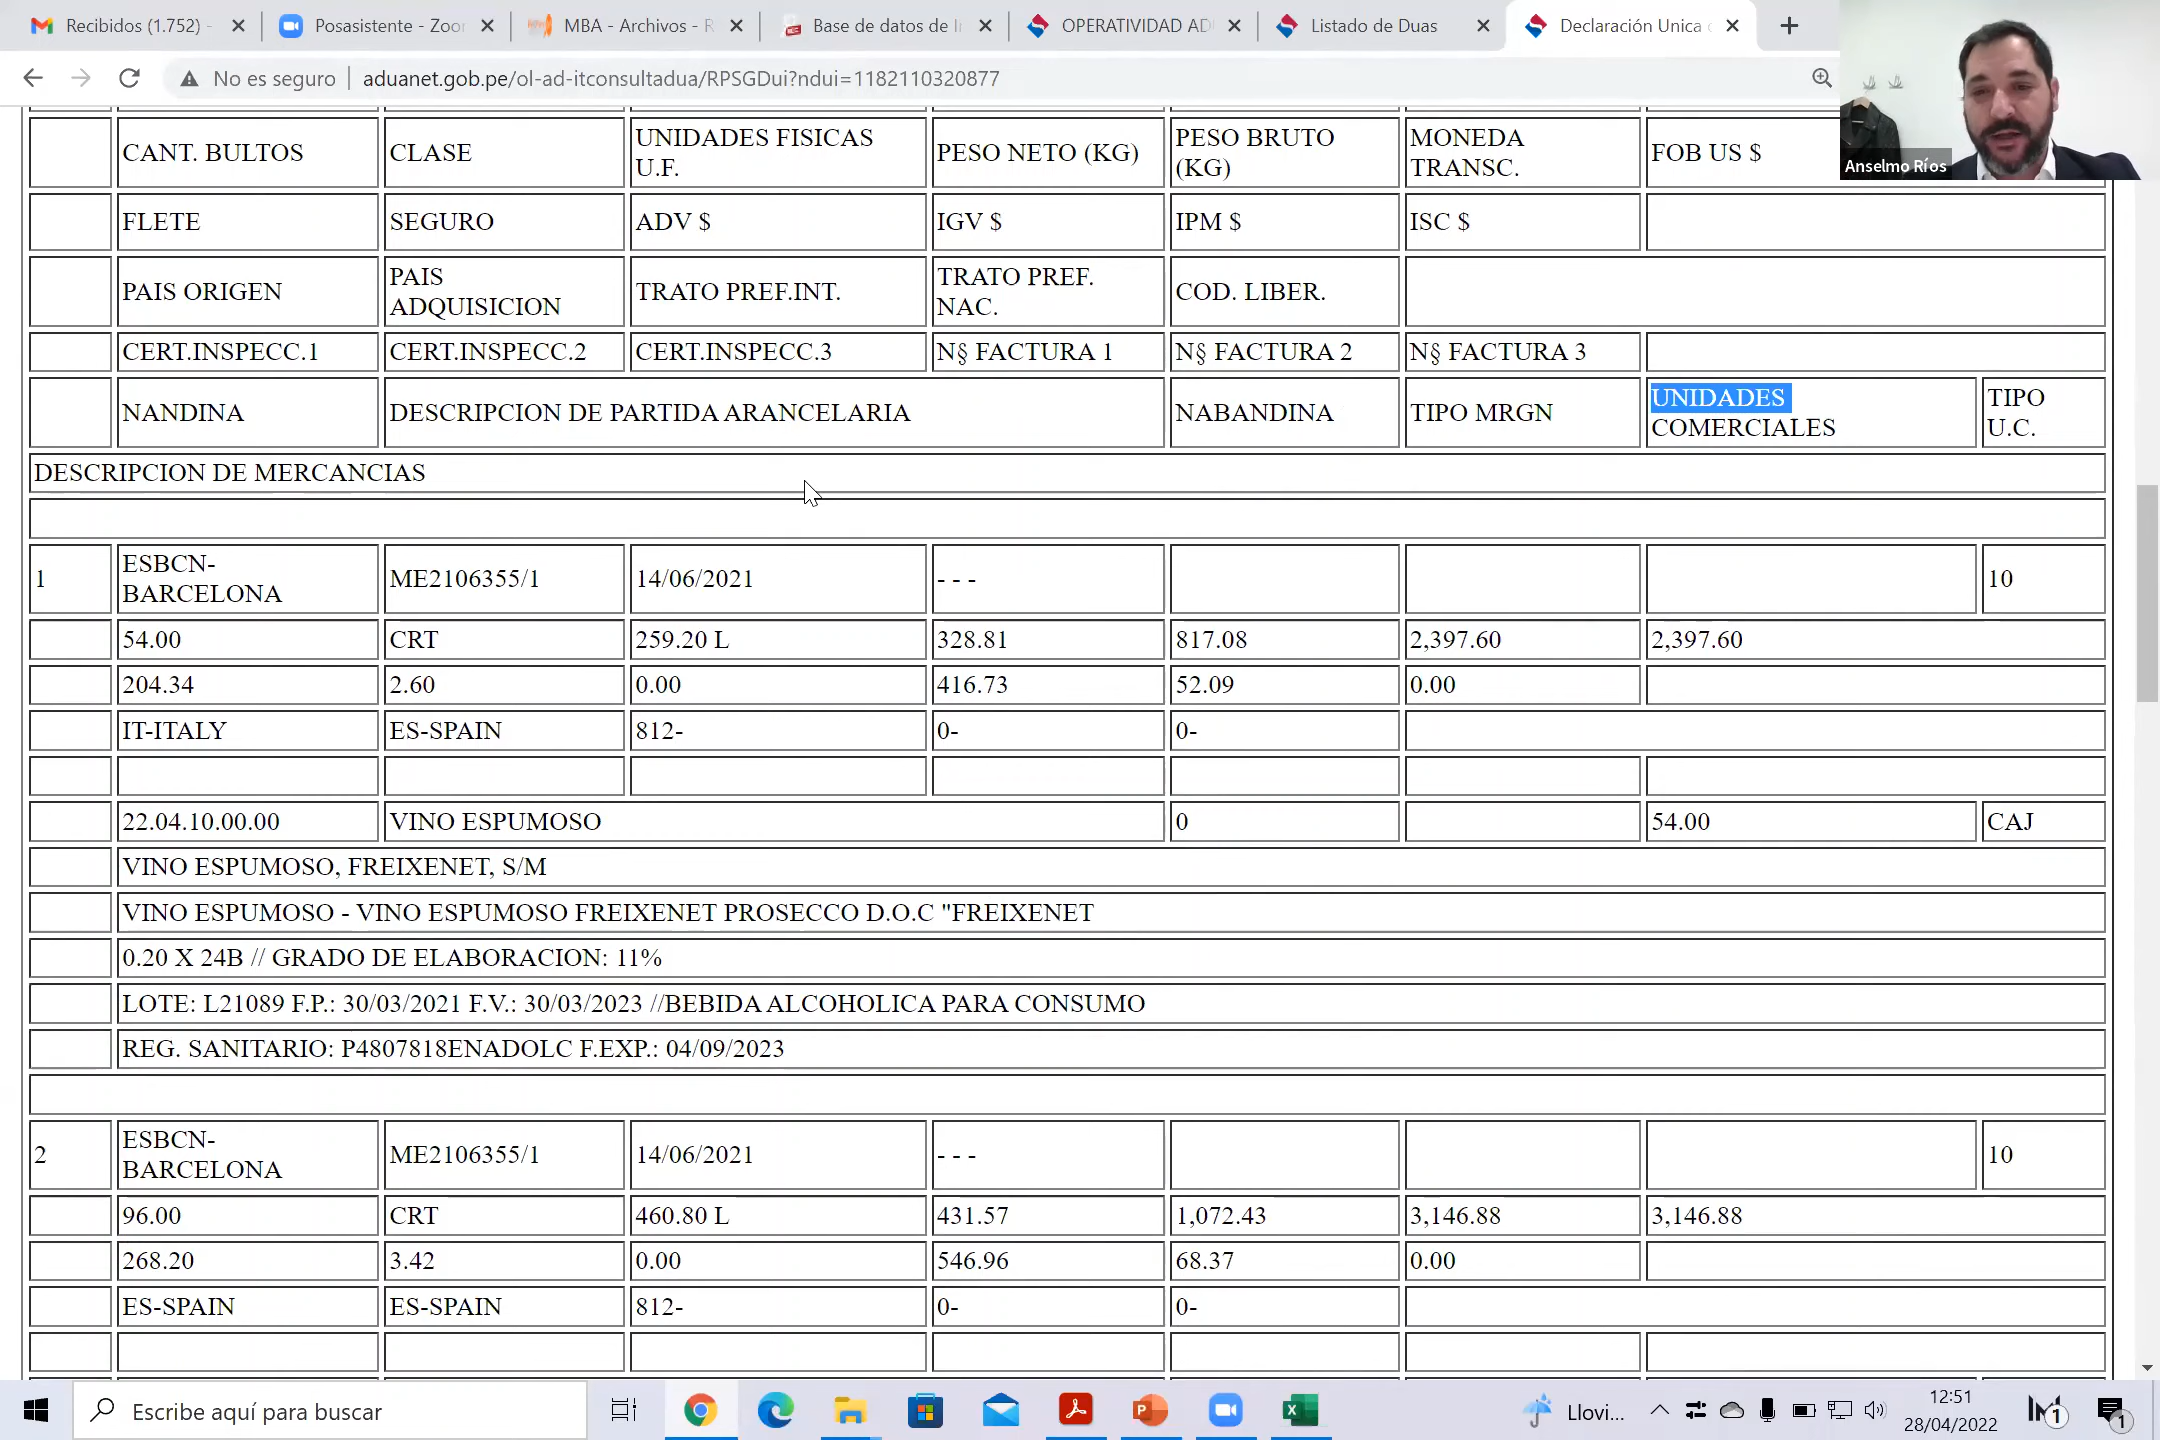 Recibidos (1.752) -
Posasistente - Zoom
MBA - Archivos - R
Base de datos de I
OPERATIVIDAD AD
Listado de Duas
Declaración Unica
No es seguro
aduanet.gob.pe/ol-ad-itconsultadua/RPSGDui?ndui=1182110320877
Anselmo Ríos
CANT. BULTOS CLASE UNIDADES FISICAS U.F. PESO NETO (KG) PESO BRUTO (KG) MONEDA TRANSC. FOB US $
FLETE SEGURO ADV $ IGV $ IPM $ ISC $
PAIS ORIGEN PAIS ADQUISICION TRATO PREF.INT. TRATO PREF. NAC. COD. LIBER.
CERT.INSPECC.1 CERT.INSPECC.2 CERT.INSPECC.3 N§ FACTURA 1 N§ FACTURA 2 N§ FACTURA 3
NANDINA DESCRIPCION DE PARTIDA ARANCELARIA NABANDINA TIPO MRGN UNIDADES COMERCIALES TIPO U.C.
DESCRIPCION DE MERCANCIAS
1 ESBCN-BARCELONA ME2106355/1 14/06/2021 - - - 10
54.00 CRT 259.20 L 328.81 817.08 2,397.60 2,397.60
204.34 2.60 0.00 416.73 52.09 0.00
IT-ITALY ES-SPAIN 812- 0- 0-
22.04.10.00.00 VINO ESPUMOSO 0 54.00 CAJ
VINO ESPUMOSO, FREIXENET, S/M
VINO ESPUMOSO - VINO ESPUMOSO FREIXENET PROSECCO D.O.C "FREIXENET
0.20 X 24B // GRADO DE ELABORACION: 11%
LOTE: L21089 F.P.: 30/03/2021 F.V.: 30/03/2023 //BEBIDA ALCOHOLICA PARA CONSUMO
REG. SANITARIO: P4807818ENADOLC F.EXP.: 04/09/2023
2 ESBCN-BARCELONA ME2106355/1 14/06/2021 - - - 10
96.00 CRT 460.80 L 431.57 1,072.43 3,146.88 3,146.88
268.20 3.42 0.00 546.96 68.37 0.00
ES-SPAIN ES-SPAIN 812- 0- 0-
Escribe aquí para buscar
Llovi...
12:51
28/04/2022
1
1